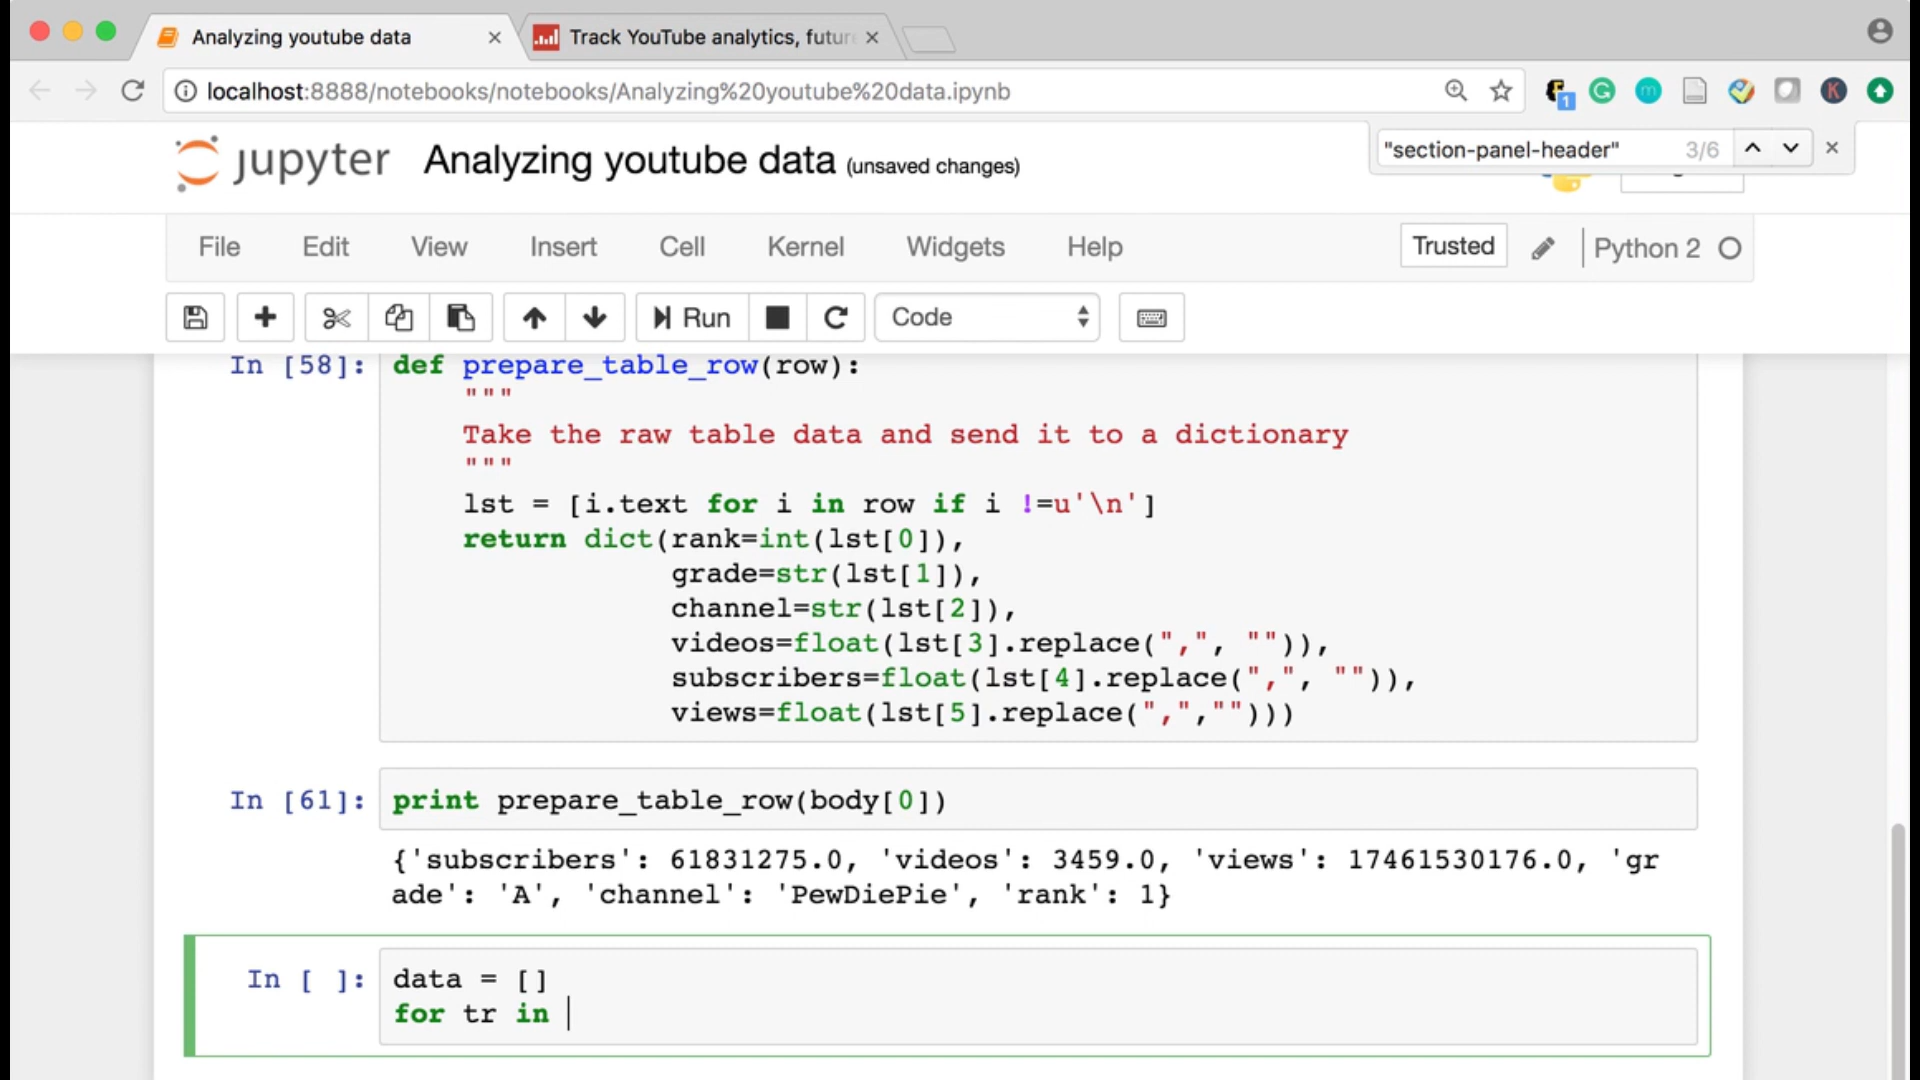 Analyzing youtube data
Track YouTube analytics, futur
localhost:8888/notebooks/notebooks/Analyzing%20youtube%20data.ipynb
1
m
K
jupyter Analyzing youtube data (unsaved changes)
"section-panel-header" 3/6
File Edit View Insert Cell Kernel Widgets Help
Trusted
Python 2
Run
Code
In [58]: def prepare_table_row(row):
"""
Take the raw table data and send it to a dictionary
"""
lst = [i.text for i in row if i !=u'\n']
return dict(rank=int(lst[0]),
grade=str(lst[1]),
channel=str(lst[2]),
videos=float(lst[3].replace(",", "")),
subscribers=float(lst[4].replace(",", "")),
views=float(lst[5].replace(",","")))
In [61]: print prepare_table_row(body[0])
{'subscribers': 61831275.0, 'videos': 3459.0, 'views': 17461530176.0, 'gr
ade': 'A', 'channel': 'PewDiePie', 'rank': 1}
In [ ]: data = []
for tr in